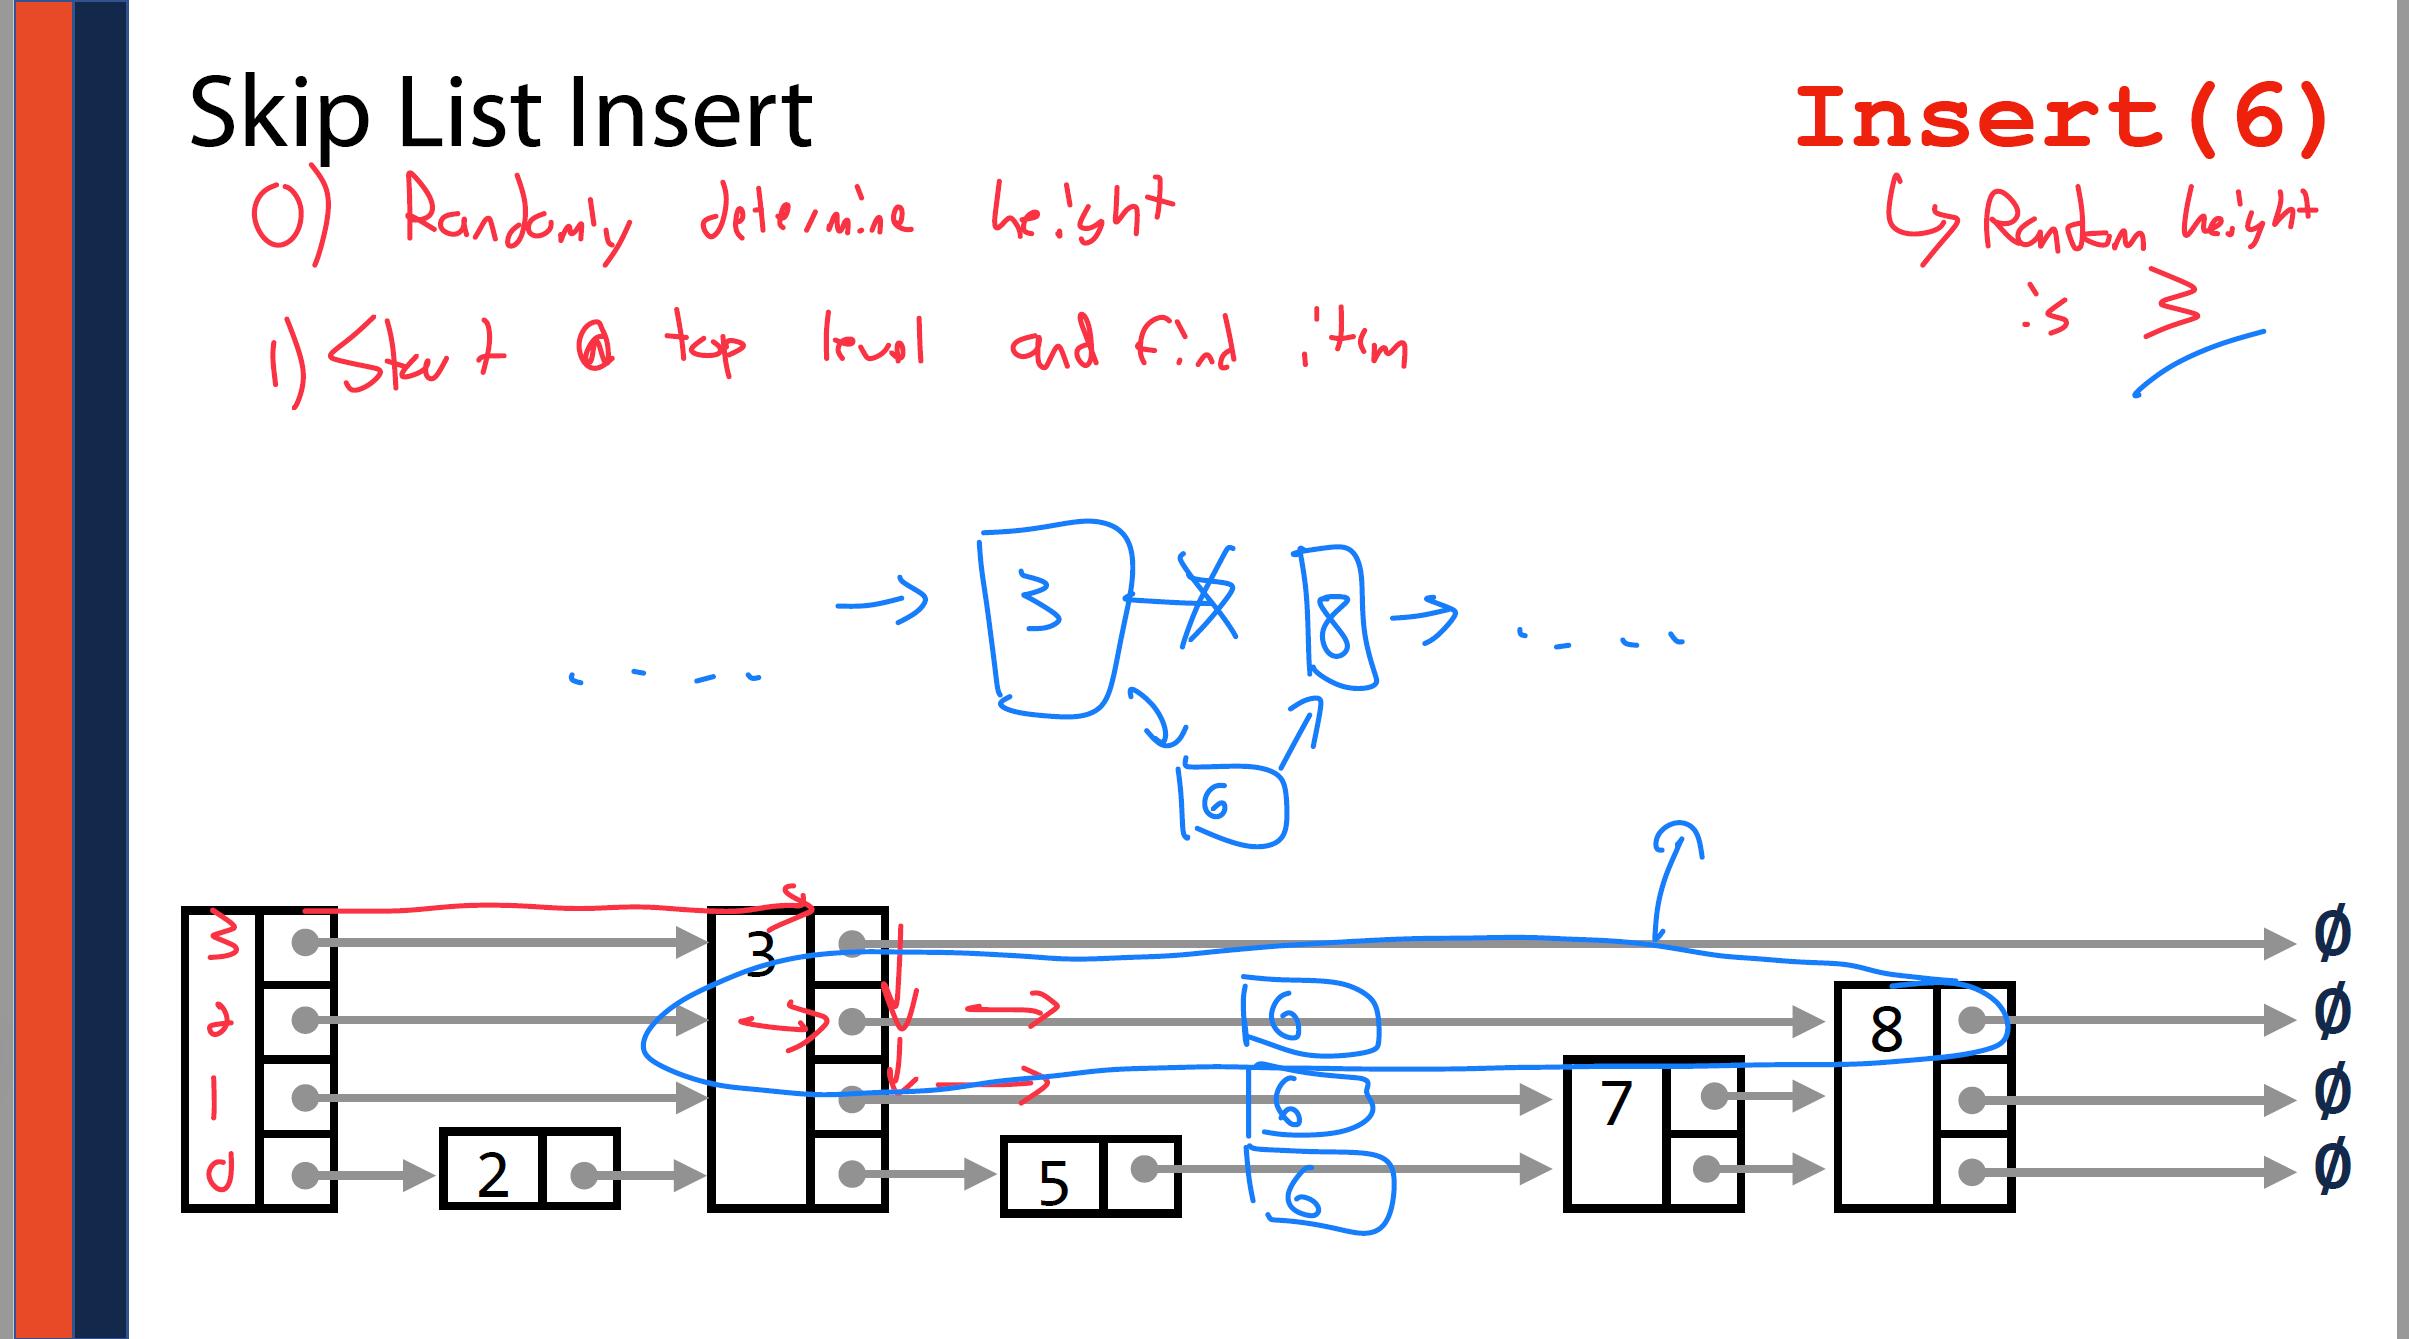 Skip List Insert
Insert(6)
0) Randomly determine height
Random height
is 3
1) Start @ top level and find item
3 8
6
3 3 Ø
2 6 8 Ø
1 6 7 Ø
0 2 5 6 Ø